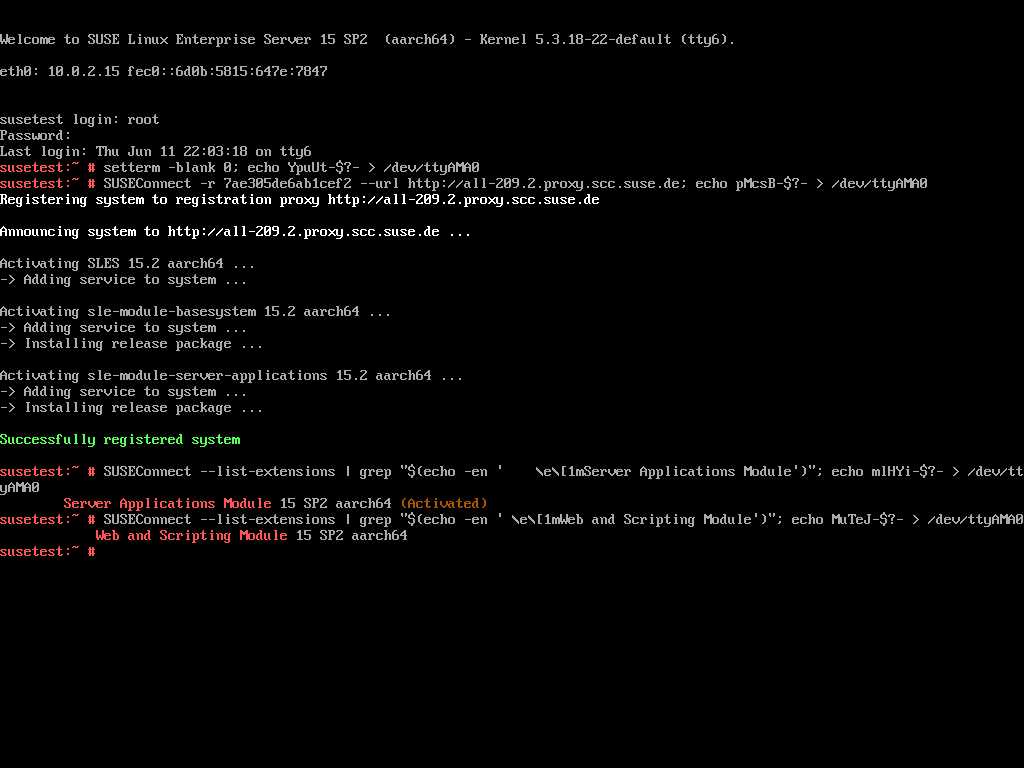 Welcome to SUSE Linux Enterprise Server 15 SP2  (aarch64) - Kernel 5.3.18-22-default (tty6).
eth0: 10.0.2.15 fec0::6d0b:5815:647e:7847
susetest login: root
Password:
Last login: Thu Jun 11 22:03:18 on tty6
susetest:~ # setterm -blank 0; echo YpuUt-$?- > /dev/ttyAMA0
susetest:~ # SUSEConnect -r 7ae305de6ab1cef2 --url http://all-209.2.proxy.scc.suse.de; echo pMcsB-$?- > /dev/ttyAMA0
Registering system to registration proxy http://all-209.2.proxy.scc.suse.de
Announcing system to http://all-209.2.proxy.scc.suse.de ...
Activating SLES 15.2 aarch64 ...
-> Adding service to system ...
Activating sle-module-basesystem 15.2 aarch64 ...
-> Adding service to system ...
-> Installing release package ...
Activating sle-module-server-applications 15.2 aarch64 ...
-> Adding service to system ...
-> Installing release package ...
Successfully registered system
susetest:~ # SUSEConnect --list-extensions | grep "$(echo -en '    \e\[1mServer Applications Module')"; echo mlHYi-$?- > /dev/tt
yAMA0
        Server Applications Module 15 SP2 aarch64 (Activated)
susetest:~ # SUSEConnect --list-extensions | grep "$(echo -en ' \e\[1mWeb and Scripting Module')"; echo MuTeJ-$?- > /dev/ttyAMA0
            Web and Scripting Module 15 SP2 aarch64
susetest:~ #